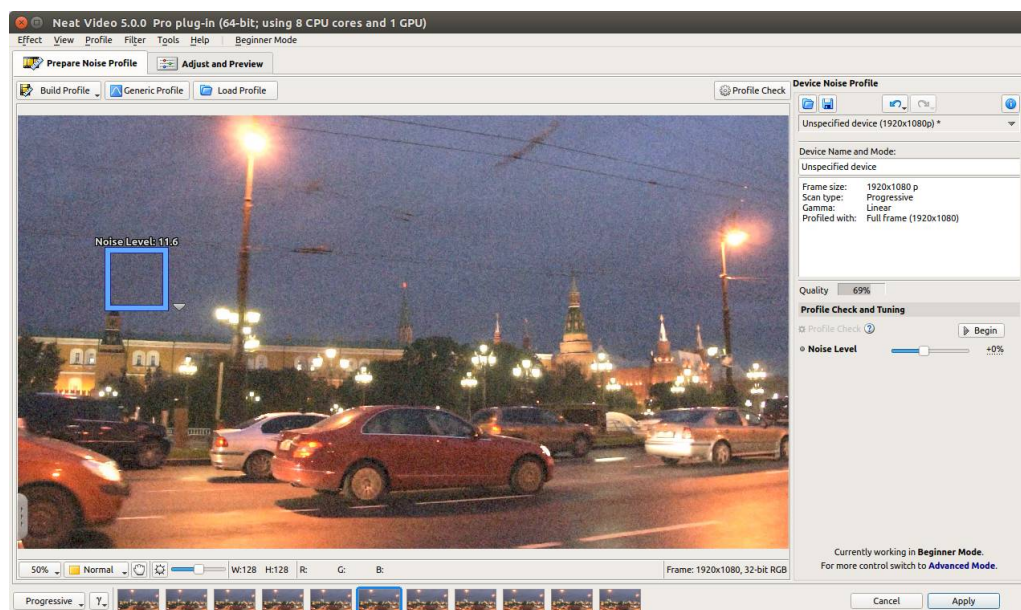 Neat Video 5.0.0 Pro plug-in (64-bit; using 8 CPU cores and 1 GPU)
Effect View Profile Filter Tools Help Beginner Mode
Prepare Noise Profile Adjust and Preview
Build Profile Generic Profile Load Profile Profile Check
Device Noise Profile
Unspecified device (1920x1080p) *
Device Name and Mode:
Unspecified device
Frame size: 1920x1080 p
Scan type: Progressive
Gamma: Linear
Profiled with: Full frame (1920x1080)
Noise Level: 11.6
Quality 69%
Profile Check and Tuning
Profile Check ? Begin
Noise Level +0%
Currently working in Beginner Mode.
For more control switch to Advanced Mode.
50% Normal W:128 H:128 R: G: B: Frame: 1920x1080, 32-bit RGB
Progressive γ Cancel Apply